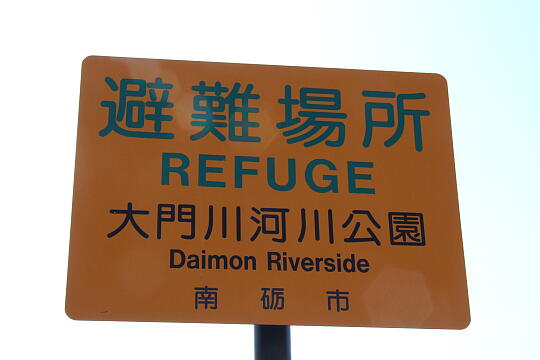 避難場所
REFUGE
大門川河川公園
Daimon Riverside
南砺市